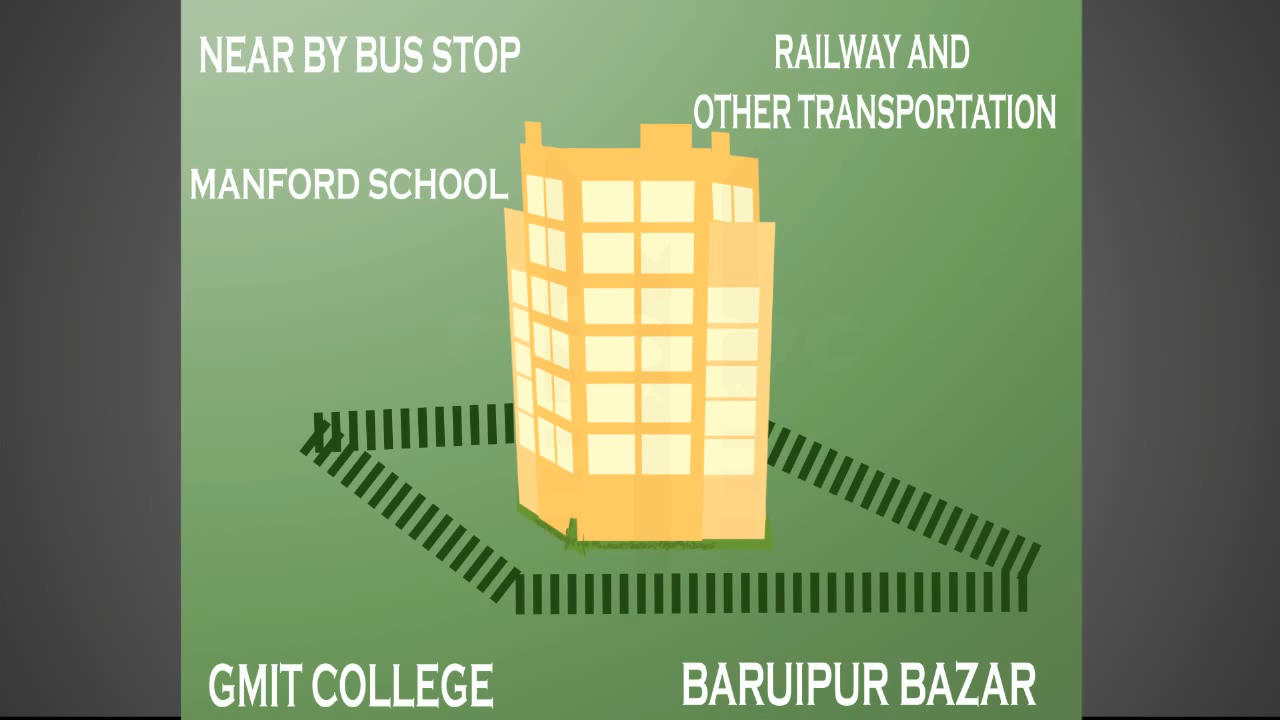 NEAR BY BUS STOP
RAILWAY AND
OTHER TRANSPORTATION
MANFORD SCHOOL
GMIT COLLEGE
BARUIPUR BAZAR